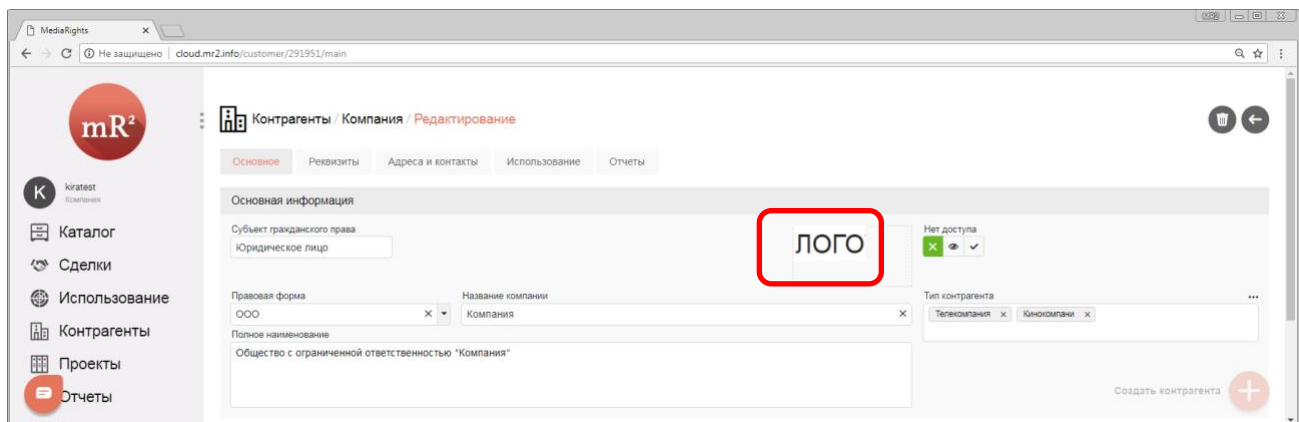 MediaRights
Не защищено | cloud.mr2.info/customer/291951/main
mR²
Контрагенты / Компания / Редактирование
Основное Реквизиты Адреса и контакты Использование Отчеты
K
kiratest
Компания
Основная информация
Каталог
Субъект гражданского права
Юридическое лицо
ЛОГО
Нет доступа
Сделки
Использование
Правовая форма
Название компании
Тип контрагента
ООО
Компания
Телекомпания x Кинокомпани x
Контрагенты
Полное наименование
Общество с ограниченной ответственностью "Компания"
Проекты
Отчеты
Создать контрагента